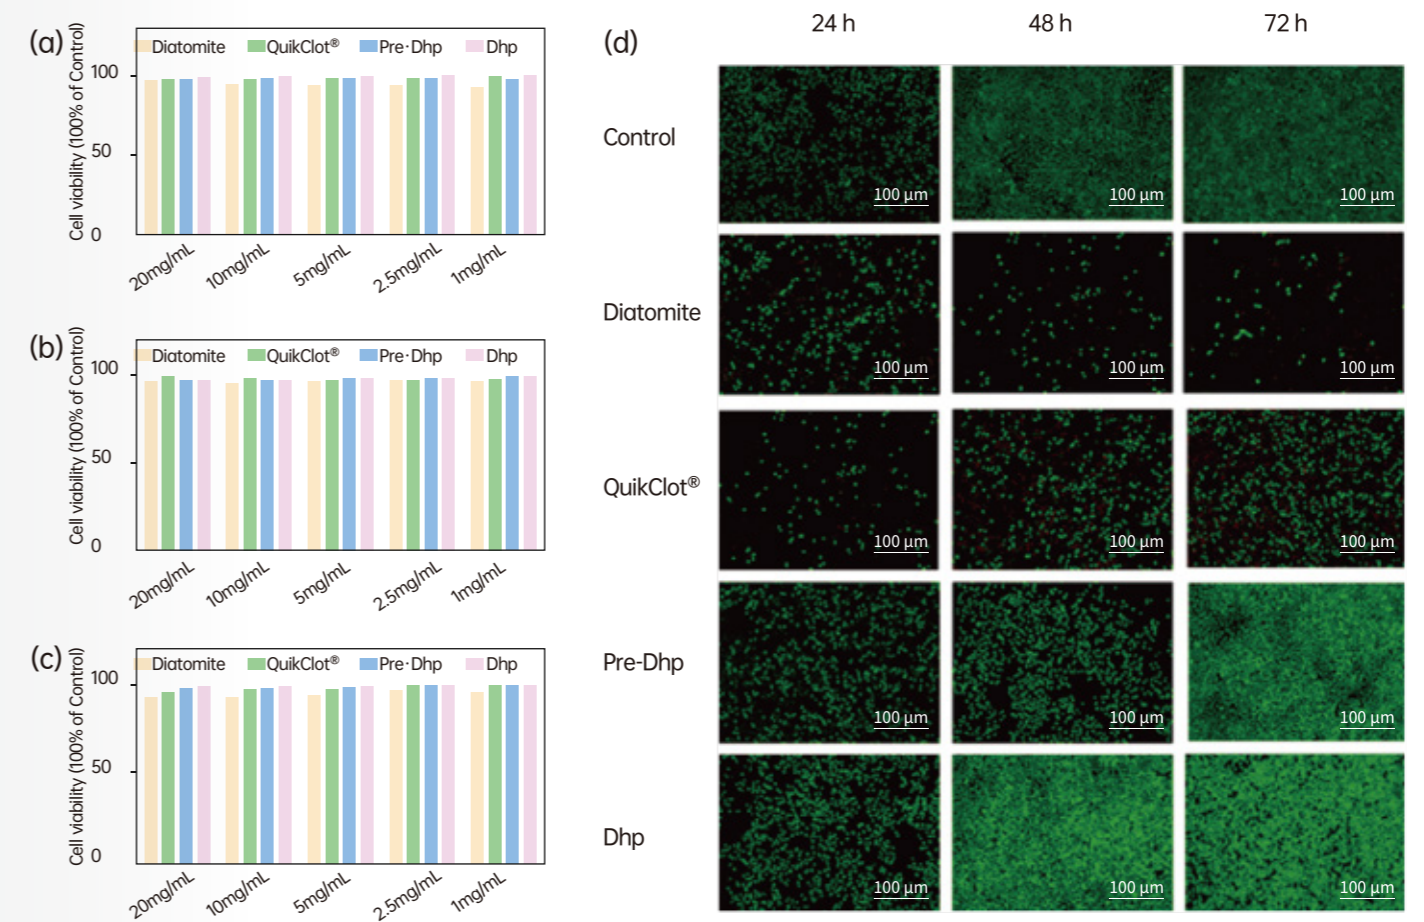 (a)
Cell viability (100% of Control)
Diatomite QuikClot® Pre·Dhp Dhp
100
50
0
20mg/mL 10mg/mL 5mg/mL 2.5mg/mL 1mg/mL
(b)
Cell viability (100% of Control)
Diatomite QuikClot® Pre·Dhp Dhp
100
50
0
20mg/mL 10mg/mL 5mg/mL 2.5mg/mL 1mg/mL
(c)
Cell viability (100% of Control)
Diatomite QuikClot® Pre·Dhp Dhp
100
50
0
20mg/mL 10mg/mL 5mg/mL 2.5mg/mL 1mg/mL
(d)
24 h 48 h 72 h
Control
100 µm 100 µm 100 µm
Diatomite
100 µm 100 µm 100 µm
QuikClot®
100 µm 100 µm 100 µm
Pre-Dhp
100 µm 100 µm 100 µm
Dhp
100 µm 100 µm 100 µm